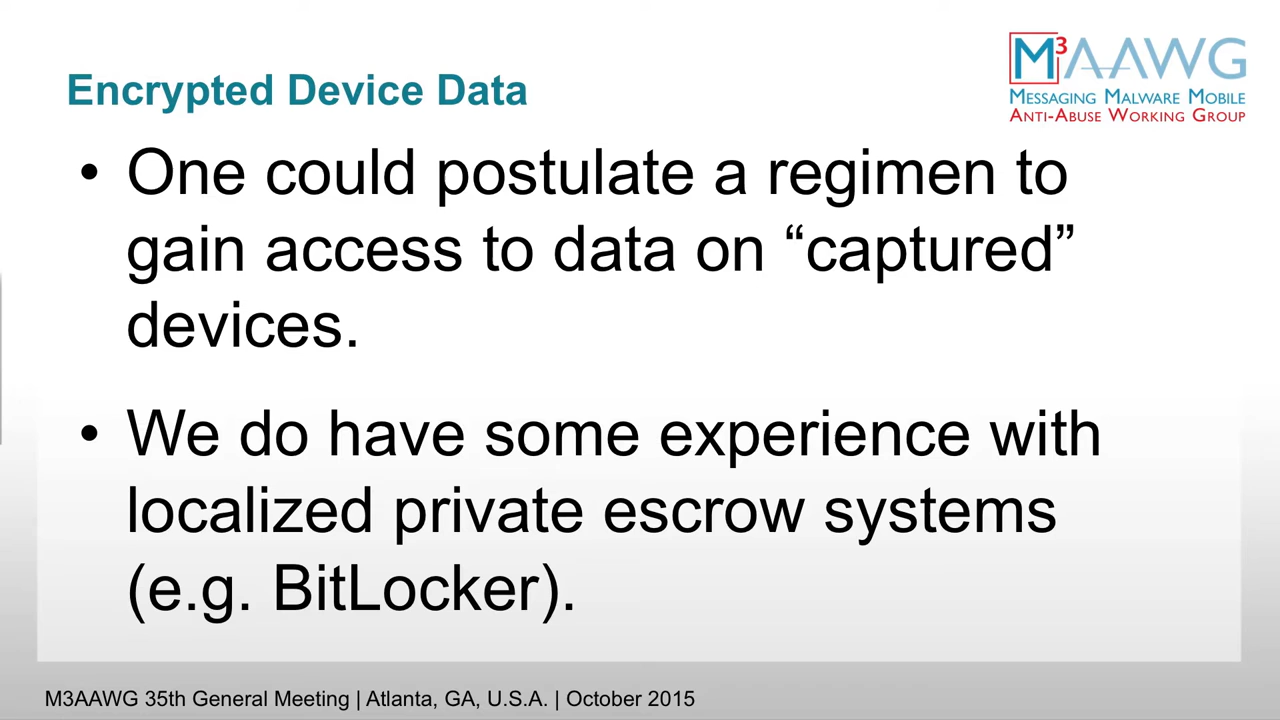 Encrypted Device Data
M3AAWG
MESSAGING MALWARE MOBILE
ANTI-ABUSE WORKING GROUP
• One could postulate a regimen to
gain access to data on “captured”
devices.
• We do have some experience with
localized private escrow systems
(e.g. BitLocker).
M3AAWG 35th General Meeting | Atlanta, GA, U.S.A. | October 2015